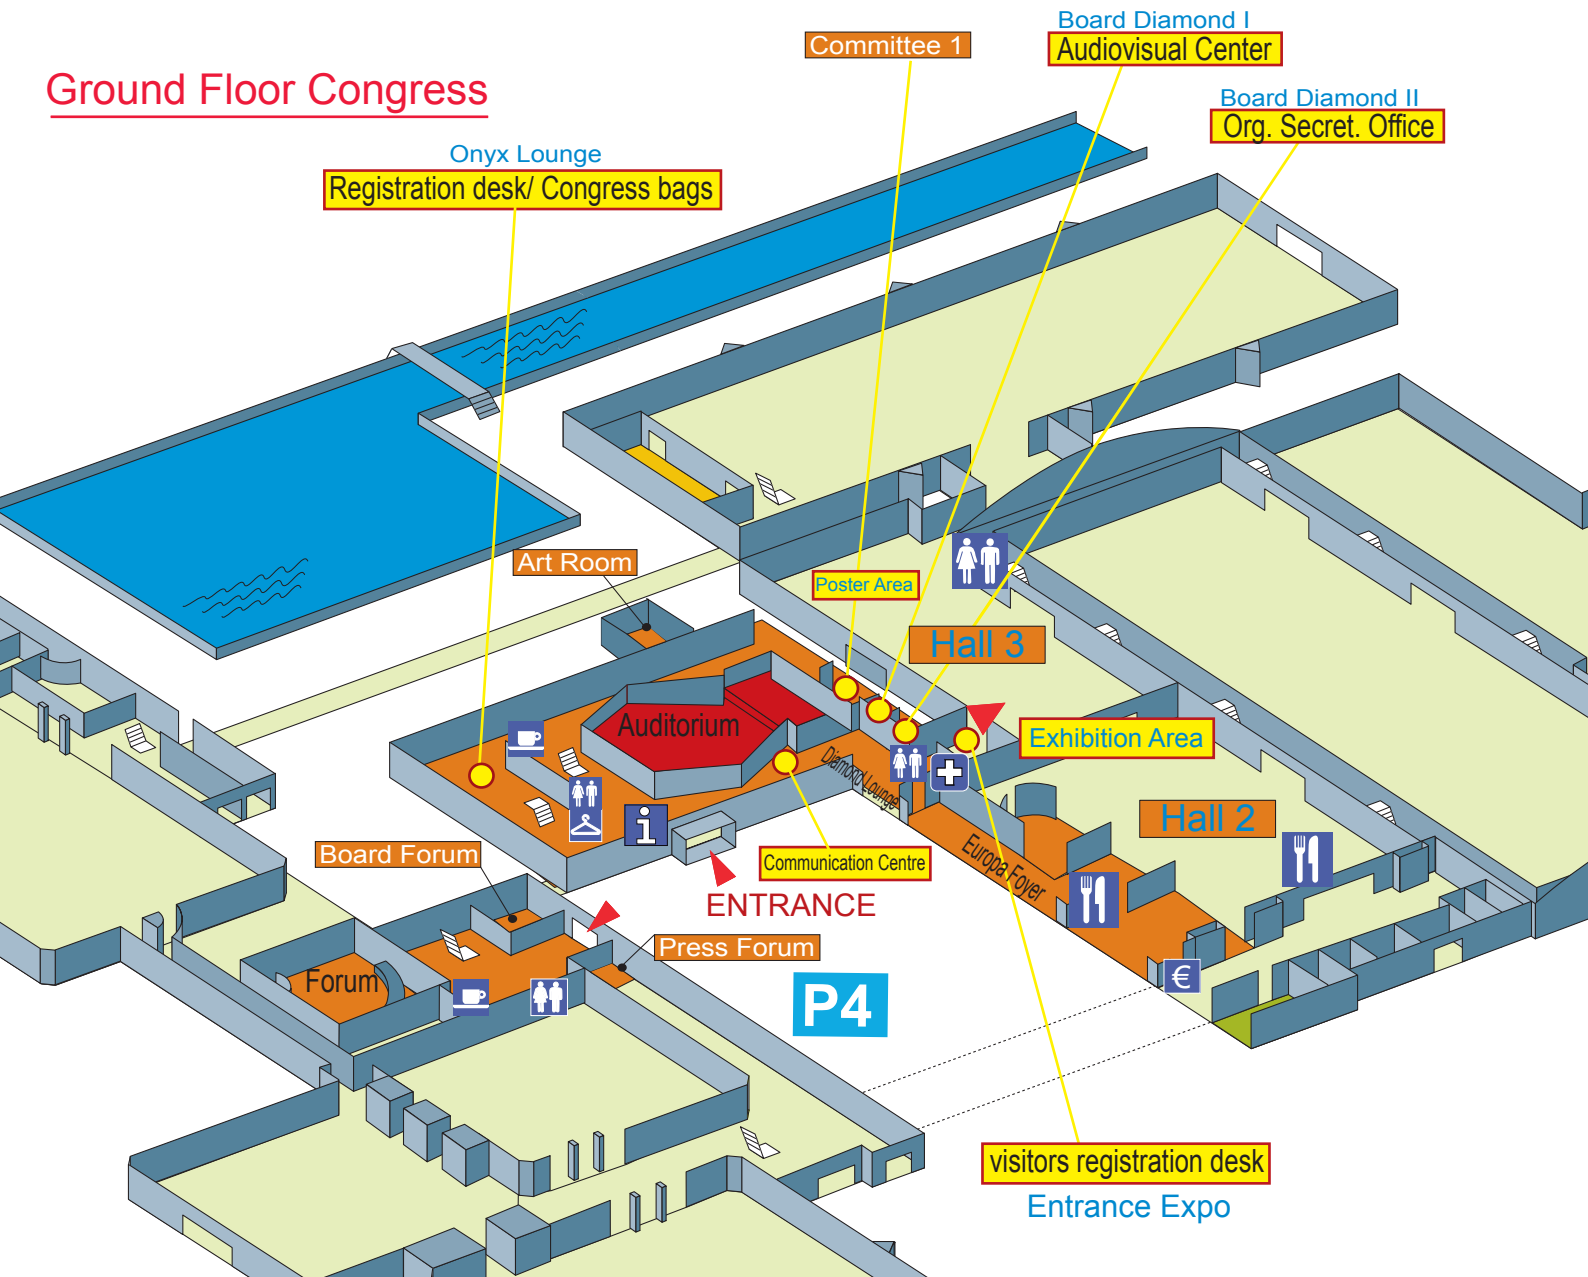 Board Diamond I
Committee 1
Audiovisual Center
Ground Floor Congress
Board Diamond II
Org. Secret. Office
Onyx Lounge
Registration desk/ Congress bags
Art Room
Poster Area
Hall 3
Auditorium
Exhibition Area
Diamond Lounge
Hall 2
i
Board Forum
Communication Centre
Europa Foyer
ENTRANCE
Press Forum
Forum
€
P4
visitors registration desk
Entrance Expo